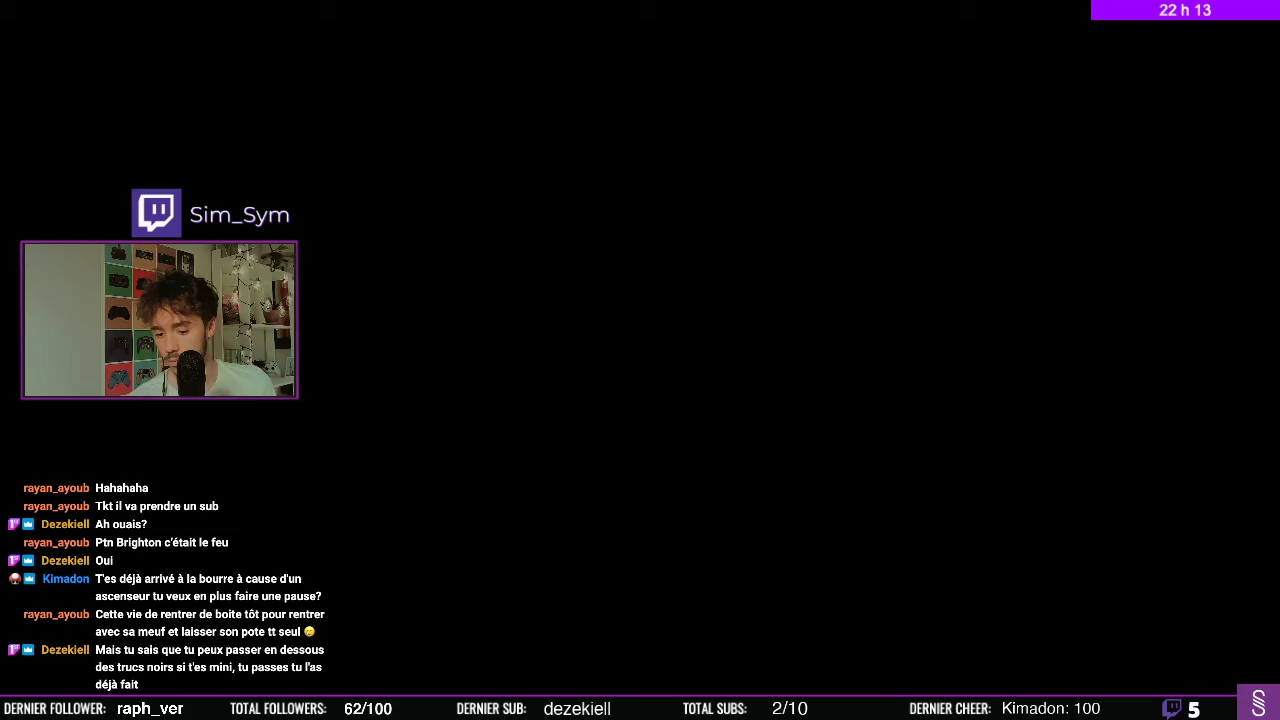 22 h 13
Sim_Sym
rayan_ayoub Hahahaha
rayan_ayoub Tkt il va prendre un sub
Dezekiell Ah ouais?
rayan_ayoub Ptn Brighton c'était le feu
Dezekiell Oui
Kimadon T'es déjà arrivé à la bourre à cause d'un
ascenseur tu veux en plus faire une pause?
rayan_ayoub Cette vie de rentrer de boite tôt pour rentrer
avec sa meuf et laisser son pote tt seul 😢
Dezekiell Mais tu sais que tu peux passer en dessous
des trucs noirs si t'es mini, tu passes tu l'as
déjà fait
DERNIER FOLLOWER: raph_ver TOTAL FOLLOWERS: 62/100 DERNIER SUB: dezekiell TOTAL SUBS: 2/10 DERNIER CHEER: Kimadon: 100 5